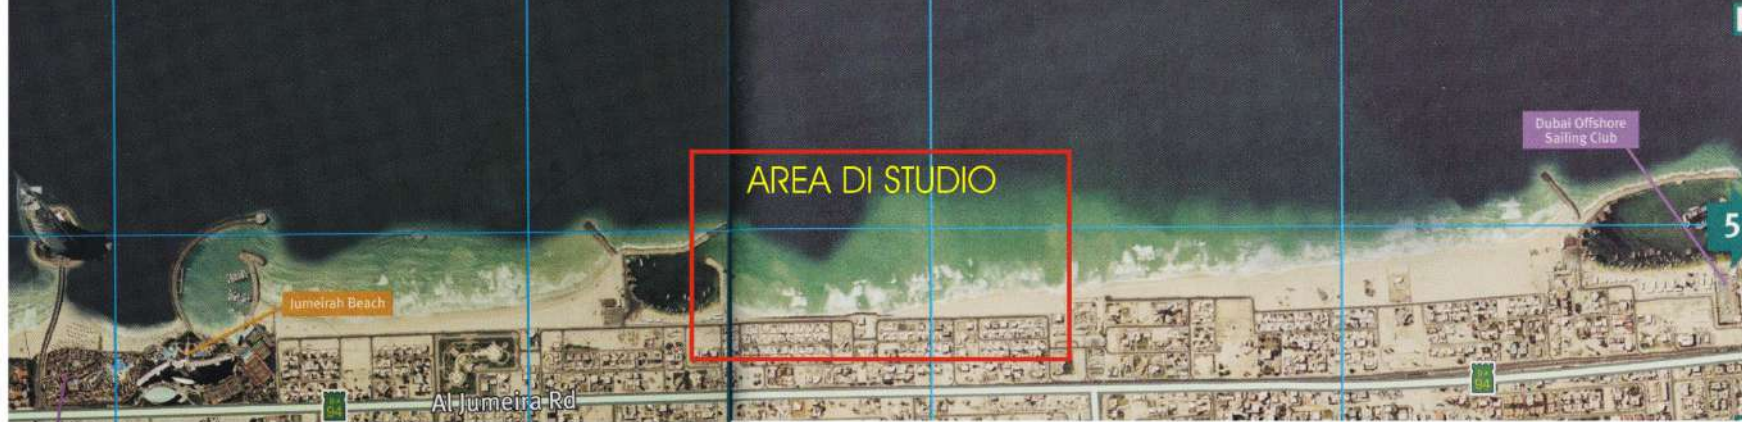 AREA DI STUDIO
Dubai Offshore
Sailing Club
5
Jumeirah Beach
94
94
Al Jumeira Rd